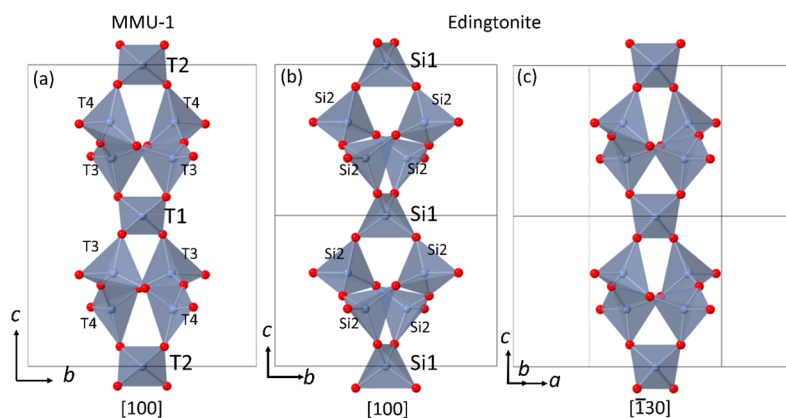 MMU-1
Edingtonite
(a)
T2
T4
T4
T3
T3
T1
T3
T3
T4
T4
T2
c
b
[100]
(b)
Si1
Si2
Si2
Si2
Si2
Si1
Si2
Si2
Si2
Si2
Si1
c
b
[100]
(c)
c
b
a
[1̅30]